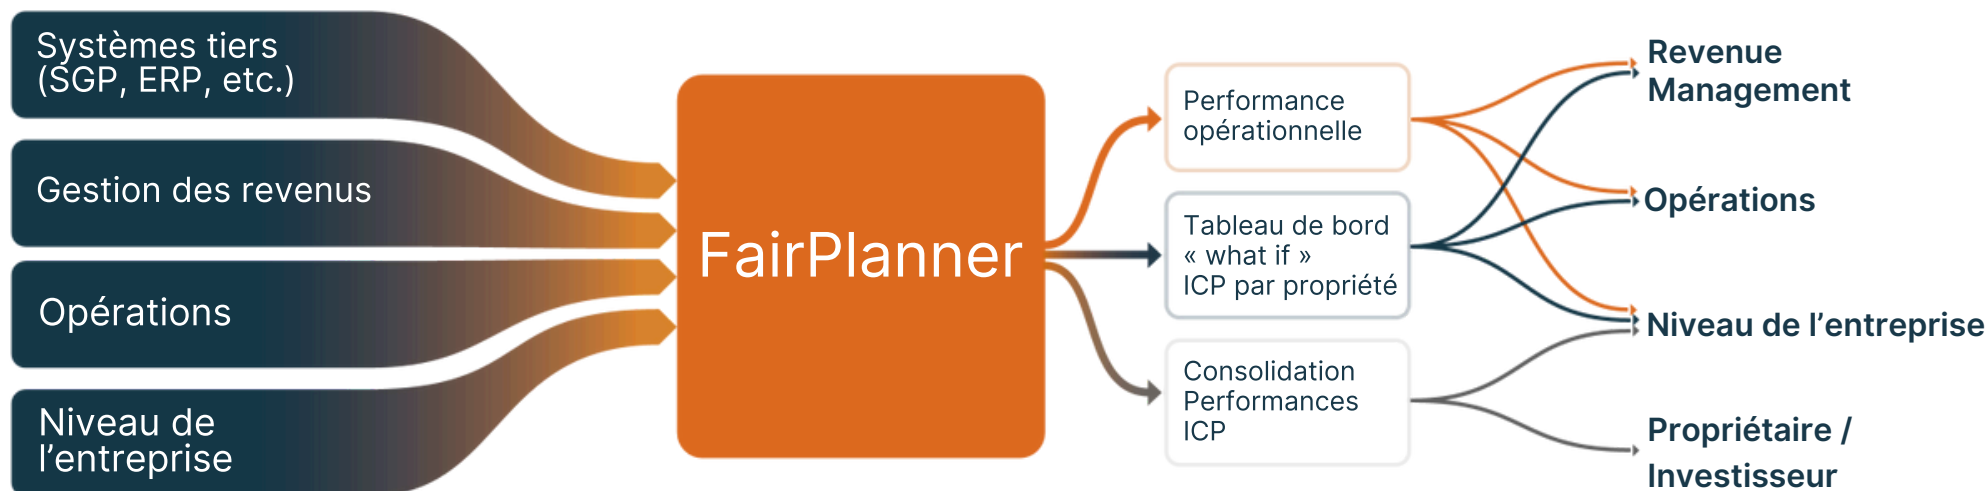 Systèmes tiers
(SGP, ERP, etc.)
Gestion des revenus
Opérations
Niveau de
l’entreprise
FairPlanner
Performance
opérationnelle
Tableau de bord
« what if »
ICP par propriété
Consolidation
Performances
ICP
Revenue
Management
Opérations
Niveau de l’entreprise
Propriétaire /
Investisseur